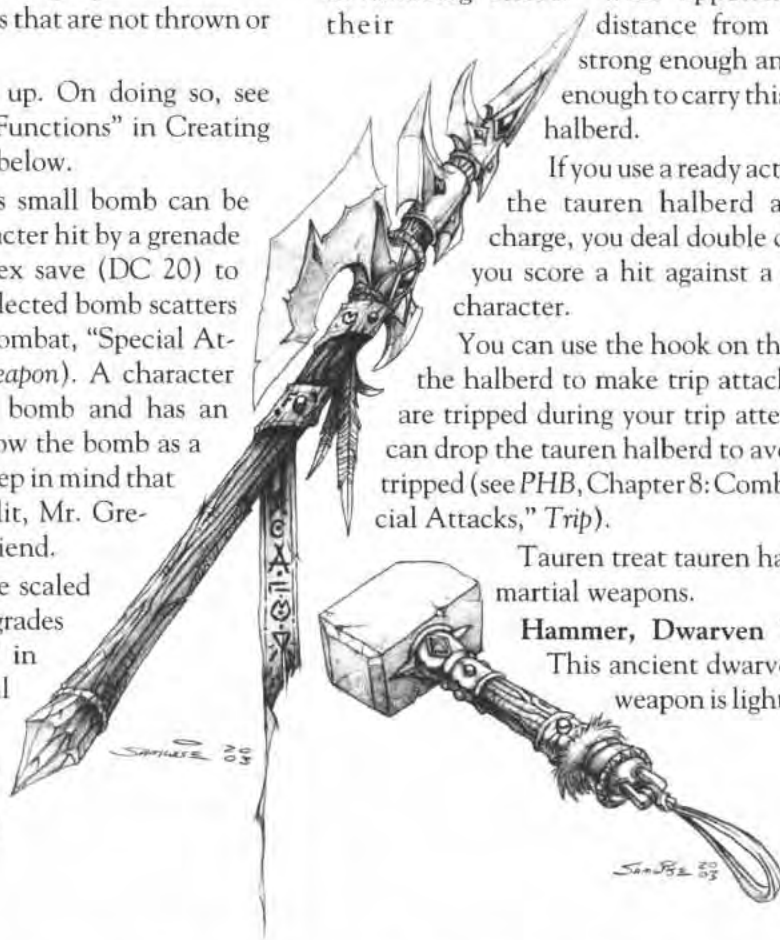 s that are not thrown or
up. On doing so, see
Functions" in Creating
below.
s small bomb can be
acter hit by a grenade
ex save (DC 20) to
lected bomb scatters
ombat, "Special At-
eapon). A character
bomb and has an
ow the bomb as a
ep in mind that
lit, Mr. Gre-
iend.
e scaled
grades
in
l
their
distance from
strong enough an
enough to carry this
halberd.
If you use a ready act
the tauren halberd a
charge, you deal double d
you score a hit against a
character.
You can use the hook on th
the halberd to make trip attack
are tripped during your trip atte
can drop the tauren halberd to avo
tripped (see PHB, Chapter 8: Comb
cial Attacks," Trip).
Tauren treat tauren ha
martial weapons.
Hammer, Dwarven
This ancient dwarv
weapon is light
SAMWISE 2003
SAMWISE 2003